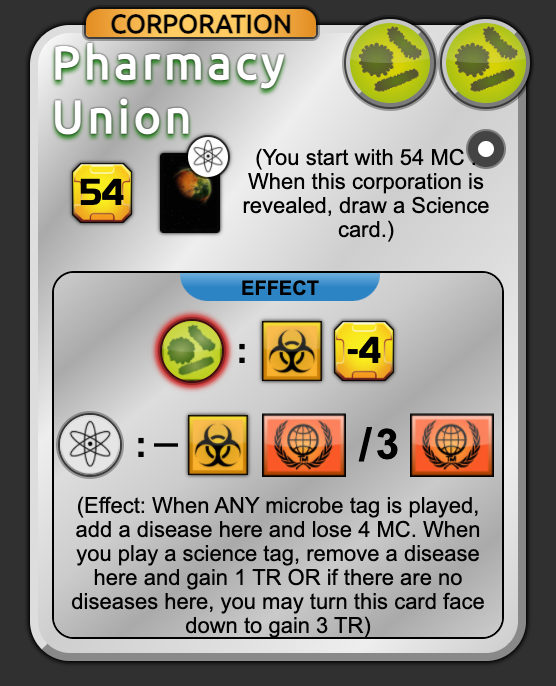 CORPORATION
Pharmacy
Union
54
(You start with 54 MC .
When this corporation is
revealed, draw a Science
card.)
EFFECT
: -4
: — /3
(Effect: When ANY microbe tag is played,
add a disease here and lose 4 MC. When
you play a science tag, remove a disease
here and gain 1 TR OR if there are no
diseases here, you may turn this card face
down to gain 3 TR)